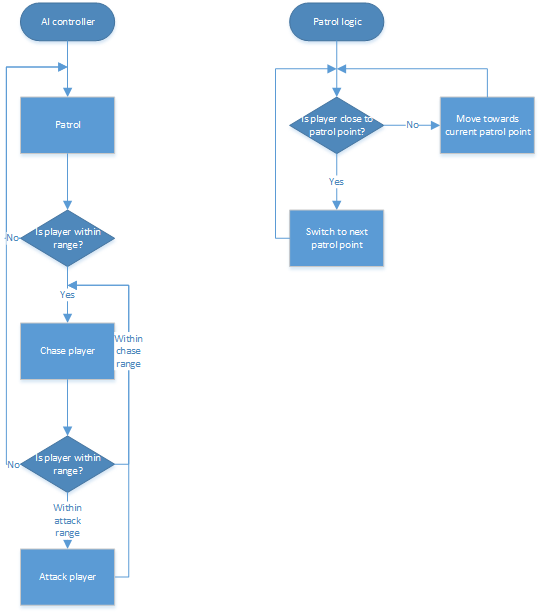 AI controller
Patrol
Is player within
range?
No
Yes
Chase player
Within
chase
range
Is player within
range?
No
Within
attack
range
Attack player
Patrol logic
Is player close to
patrol point?
No
Move towards
current patrol point
Yes
Switch to next
patrol point